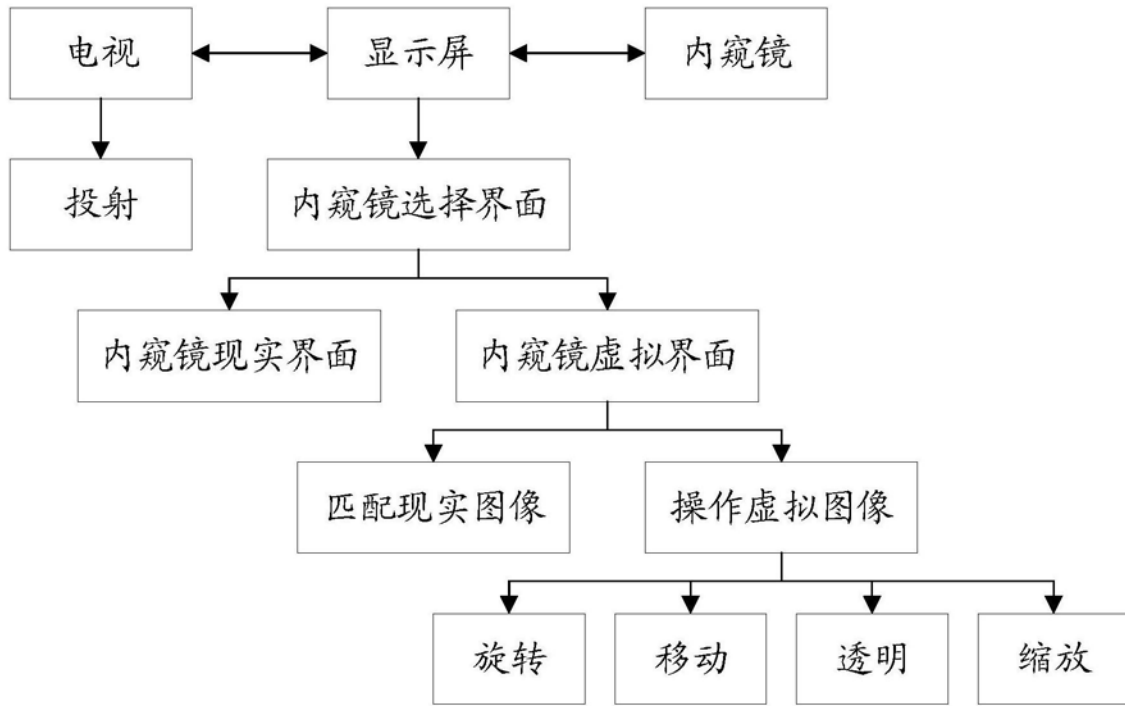 电视
显示屏
内窥镜
投射
内窥镜选择界面
内窥镜现实界面
内窥镜虚拟界面
匹配现实图像
操作虚拟图像
旋转
移动
透明
缩放